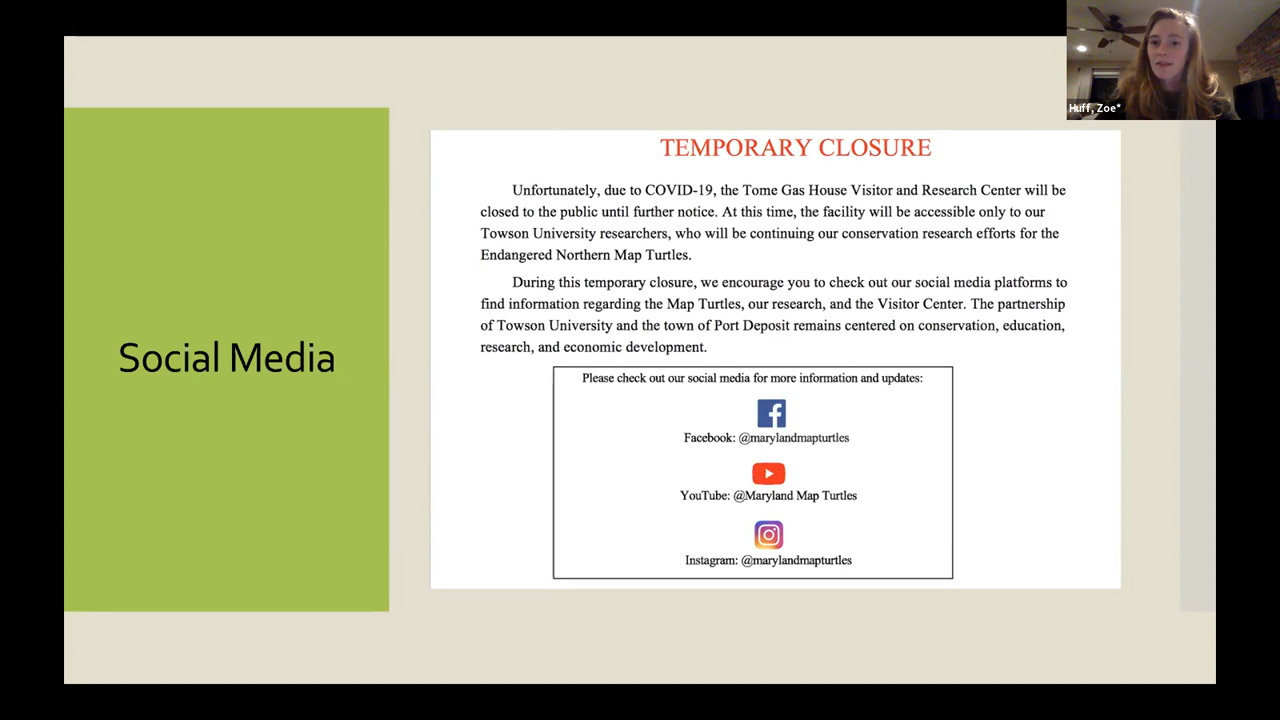 Huff, Zoe*
Social Media
TEMPORARY CLOSURE
Unfortunately, due to COVID-19, the Tome Gas House Visitor and Research Center will be
closed to the public until further notice. At this time, the facility will be accessible only to our
Towson University researchers, who will be continuing our conservation research efforts for the
Endangered Northern Map Turtles.
During this temporary closure, we encourage you to check out our social media platforms to
find information regarding the Map Turtles, our research, and the Visitor Center. The partnership
of Towson University and the town of Port Deposit remains centered on conservation, education,
research, and economic development.
Please check out our social media for more information and updates:
Facebook: @marylandmapturtles
YouTube: @Maryland Map Turtles
Instagram: @marylandmapturtles